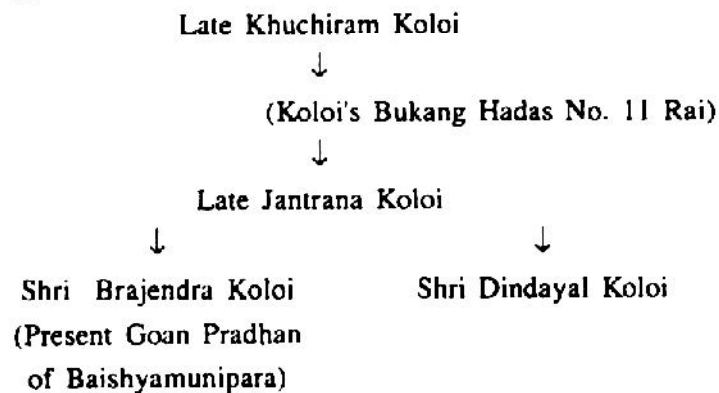 Late Khuchiram Koloi
↓
(Koloi's Bukang Hadas No. 11 Rai)
↓
Late Jantrana Koloi
↓ ↓
Shri Brajendra Koloi Shri Dindayal Koloi
(Present Goan Pradhan
of Baishyamunipara)